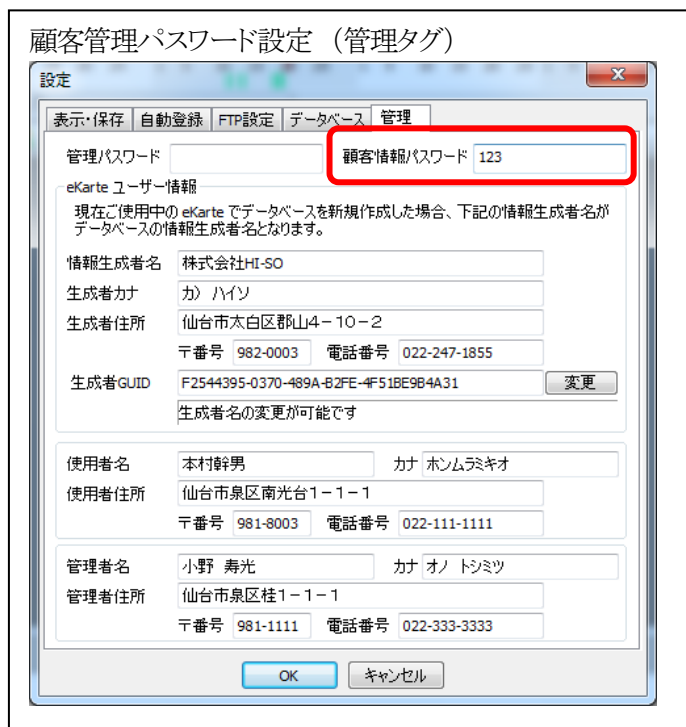 顧客管理パスワード設定　（管理タグ）
設定
表示・保存 自動登録 FTP設定 データベース 管理
管理パスワード 顧客情報パスワード 123
eKarte ユーザー情報
現在ご使用中の eKarte でデータベースを新規作成した場合、下記の情報生成者名が
データベースの情報生成者名となります。
情報生成者名 株式会社HI-SO
生成者カナ カ） ハイソ
生成者住所 仙台市太白区郡山４－１０－２
〒番号 982-0003 電話番号 022-247-1855
生成者GUID F2544395-0370-489A-B2FE-4F51BE9B4A31 変更
生成者名の変更が可能です
使用者名 本村幹男 カナ ホンムラミキオ
使用者住所 仙台市泉区南光台１－１－１
〒番号 981-8003 電話番号 022-111-1111
管理者名 小野 寿光 カナ オノ トシミツ
管理者住所 仙台市泉区桂１－１－１
〒番号 981-1111 電話番号 022-333-3333
OK キャンセル